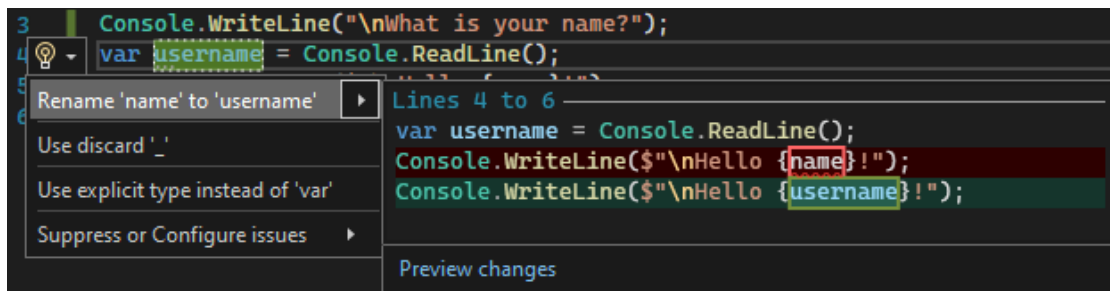 3 Console.WriteLine("\nWhat is your name?");
4 var username = Console.ReadLine();
5
Rename 'name' to 'username'
Use discard '_'
Use explicit type instead of 'var'
Suppress or Configure issues
Lines 4 to 6
var username = Console.ReadLine();
Console.WriteLine($"\nHello {name}!");
Console.WriteLine($"\nHello {username}!");
Preview changes